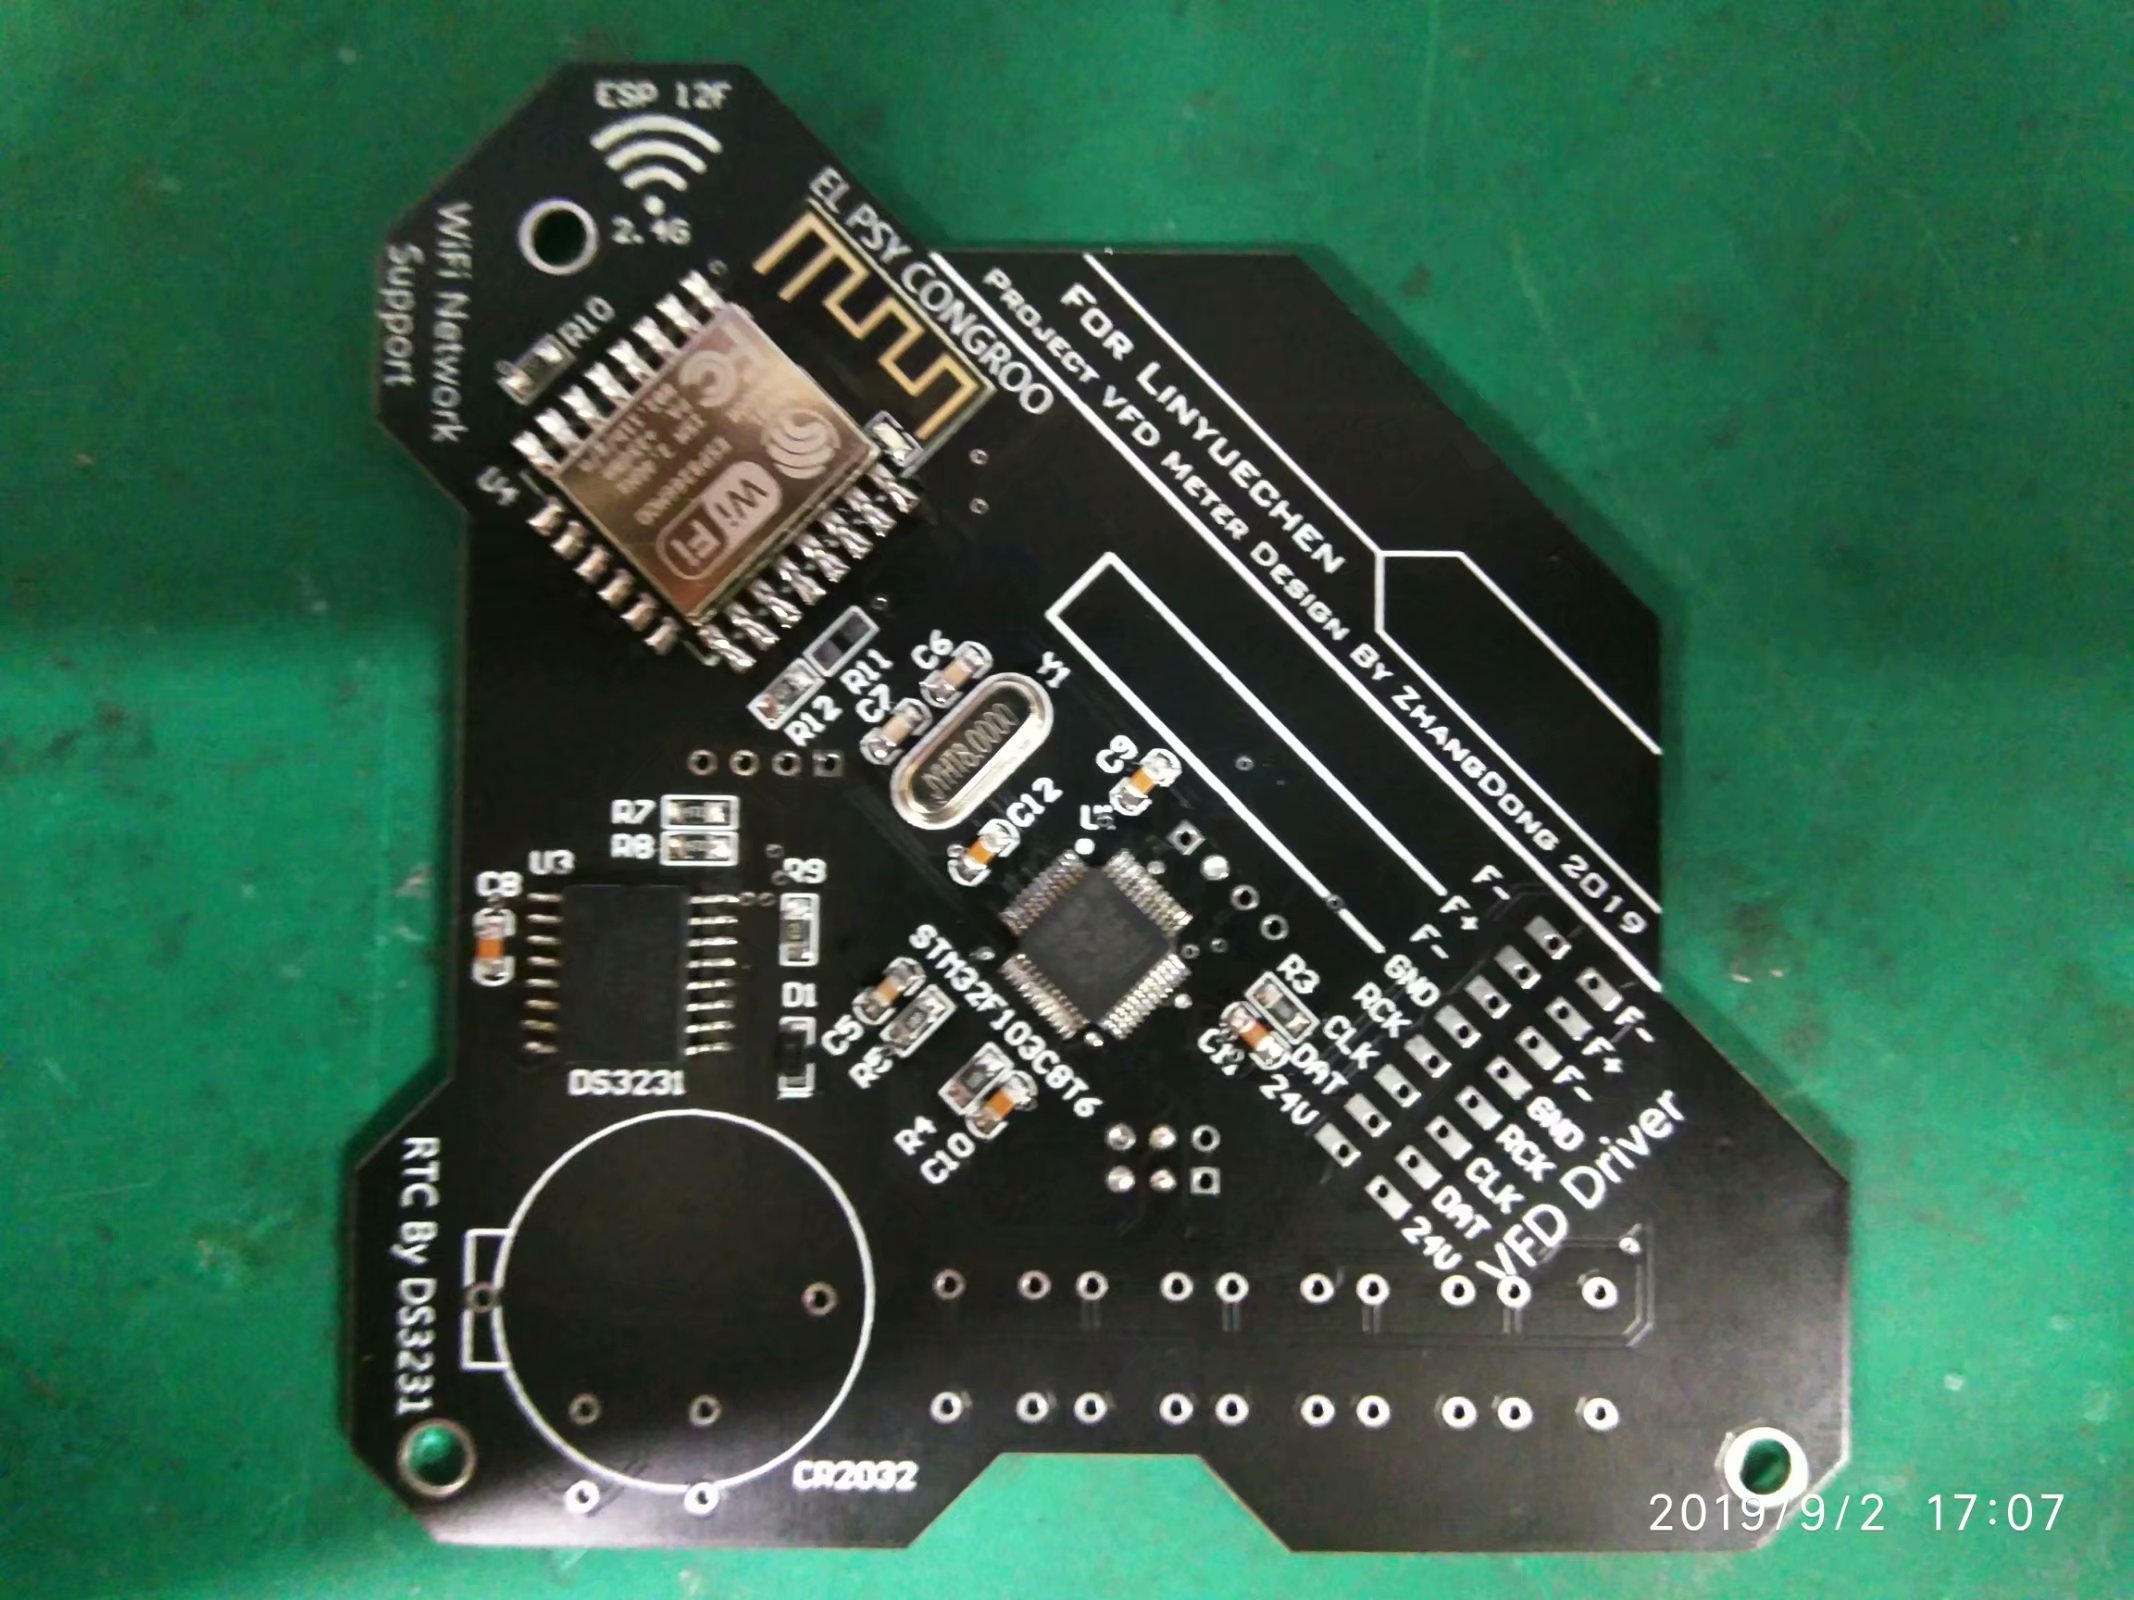 ESP 12F
2.4G
WiFi Network
Support
EL PSY CONGROO
R10
U4
WiFi
FOR LINYUECHEN
PROJECT VFD METER DESIGN BY ZHANGDONG 2019
R11
R12
C6
C7
Y1
C9
C12
R7
R8
U3
C8
R9
D1
DS3231
STM32F103C8T6
C5
R5
R4
C10
R3
F-
F+
F-
GND
RCK
CLK
DAT
24V
F-
F+
F-
GND
RCK
CLK
DAT
24V
VFD Driver
RTC By DS3231
CR2032
2019/9/2 17:07